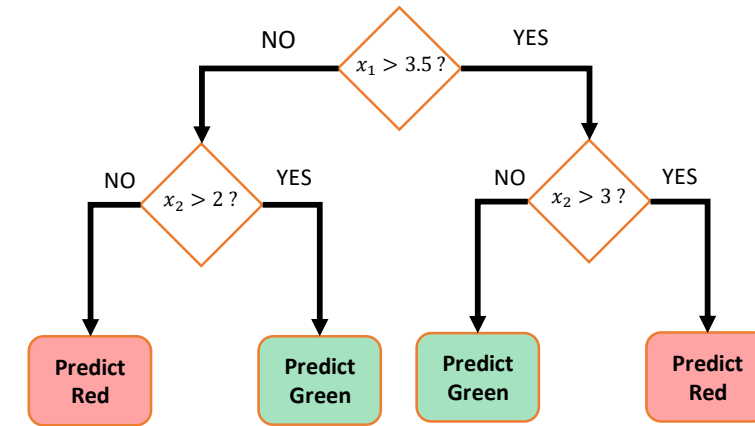 NO
YES
x₁ > 3.5 ?
NO
YES
NO
YES
x₂ > 2 ?
x₂ > 3 ?
Predict
Red
Predict
Green
Predict
Green
Predict
Red